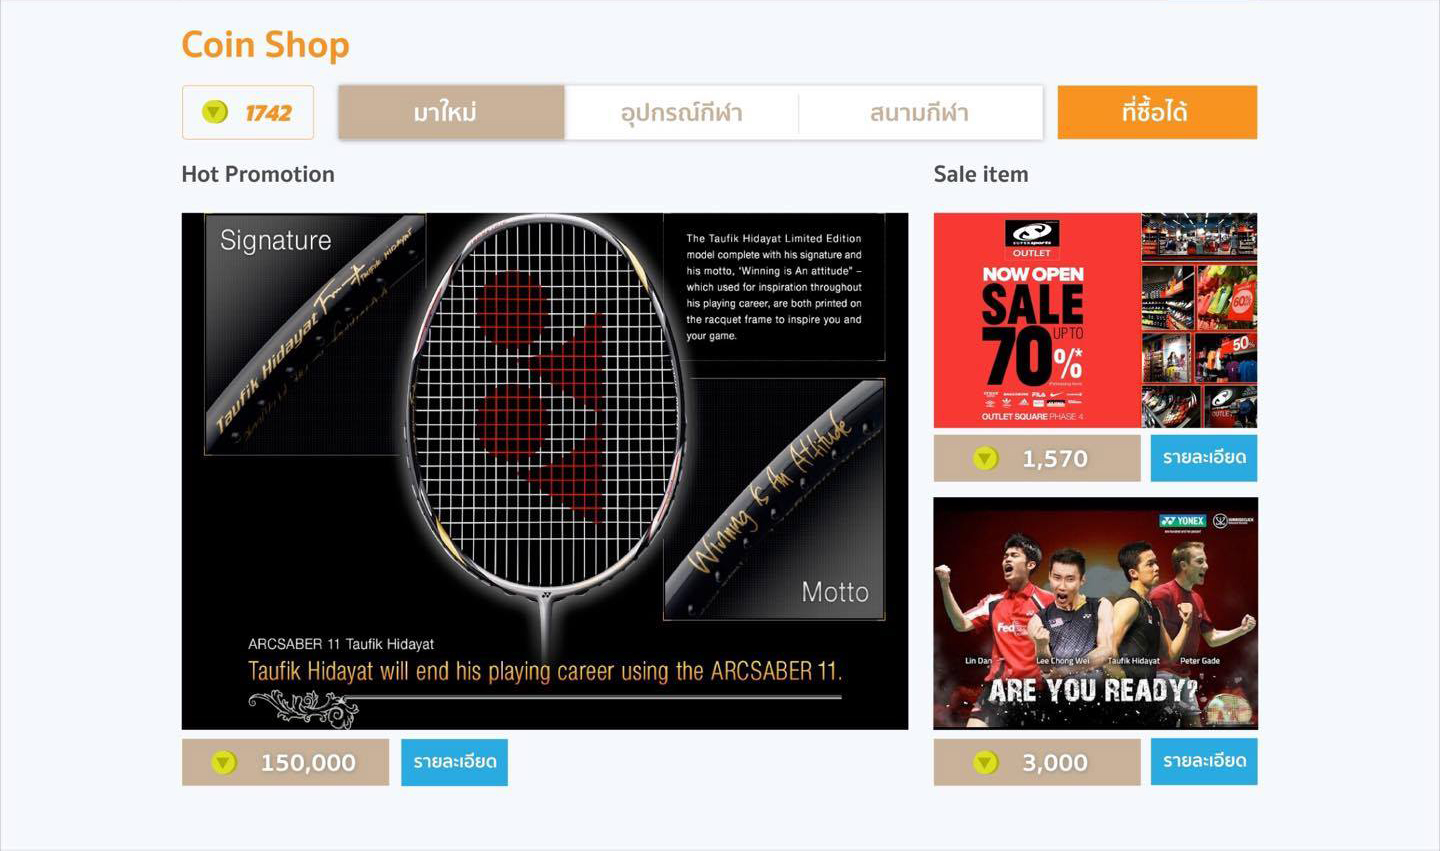 Coin Shop
1742
มาใหม่
อุปกรณ์กีฬา
สนามกีฬา
ที่ซื้อได้
Hot Promotion
Signature
Taufik Hidayat
TAUFIK HIDAYAT
The Taufik Hidayat Limited Edition
model complete with his signature and
his motto, "Winning is An attitude" –
which used for inspiration throughout
his playing career, are both printed on
the racquet frame to inspire you and
your game.
Winning Is An Attitude
Motto
ARCSABER 11 Taufik Hidayat
Taufik Hidayat will end his playing career using the ARCSABER 11.
150,000
รายละเอียด
Sale item
SUPERsports
OUTLET
NOW OPEN
SALE
UP TO
70%*
FILA
OUTLET SQUARE PHASE 4
60%
50%
OUTLET
1,570
รายละเอียด
YONEX
SUNRISECLICK
FedEx
Lin Dan
Lee Chong Wei
Taufik Hidayat
Peter Gade
ARE YOU READY?
3,000
รายละเอียด